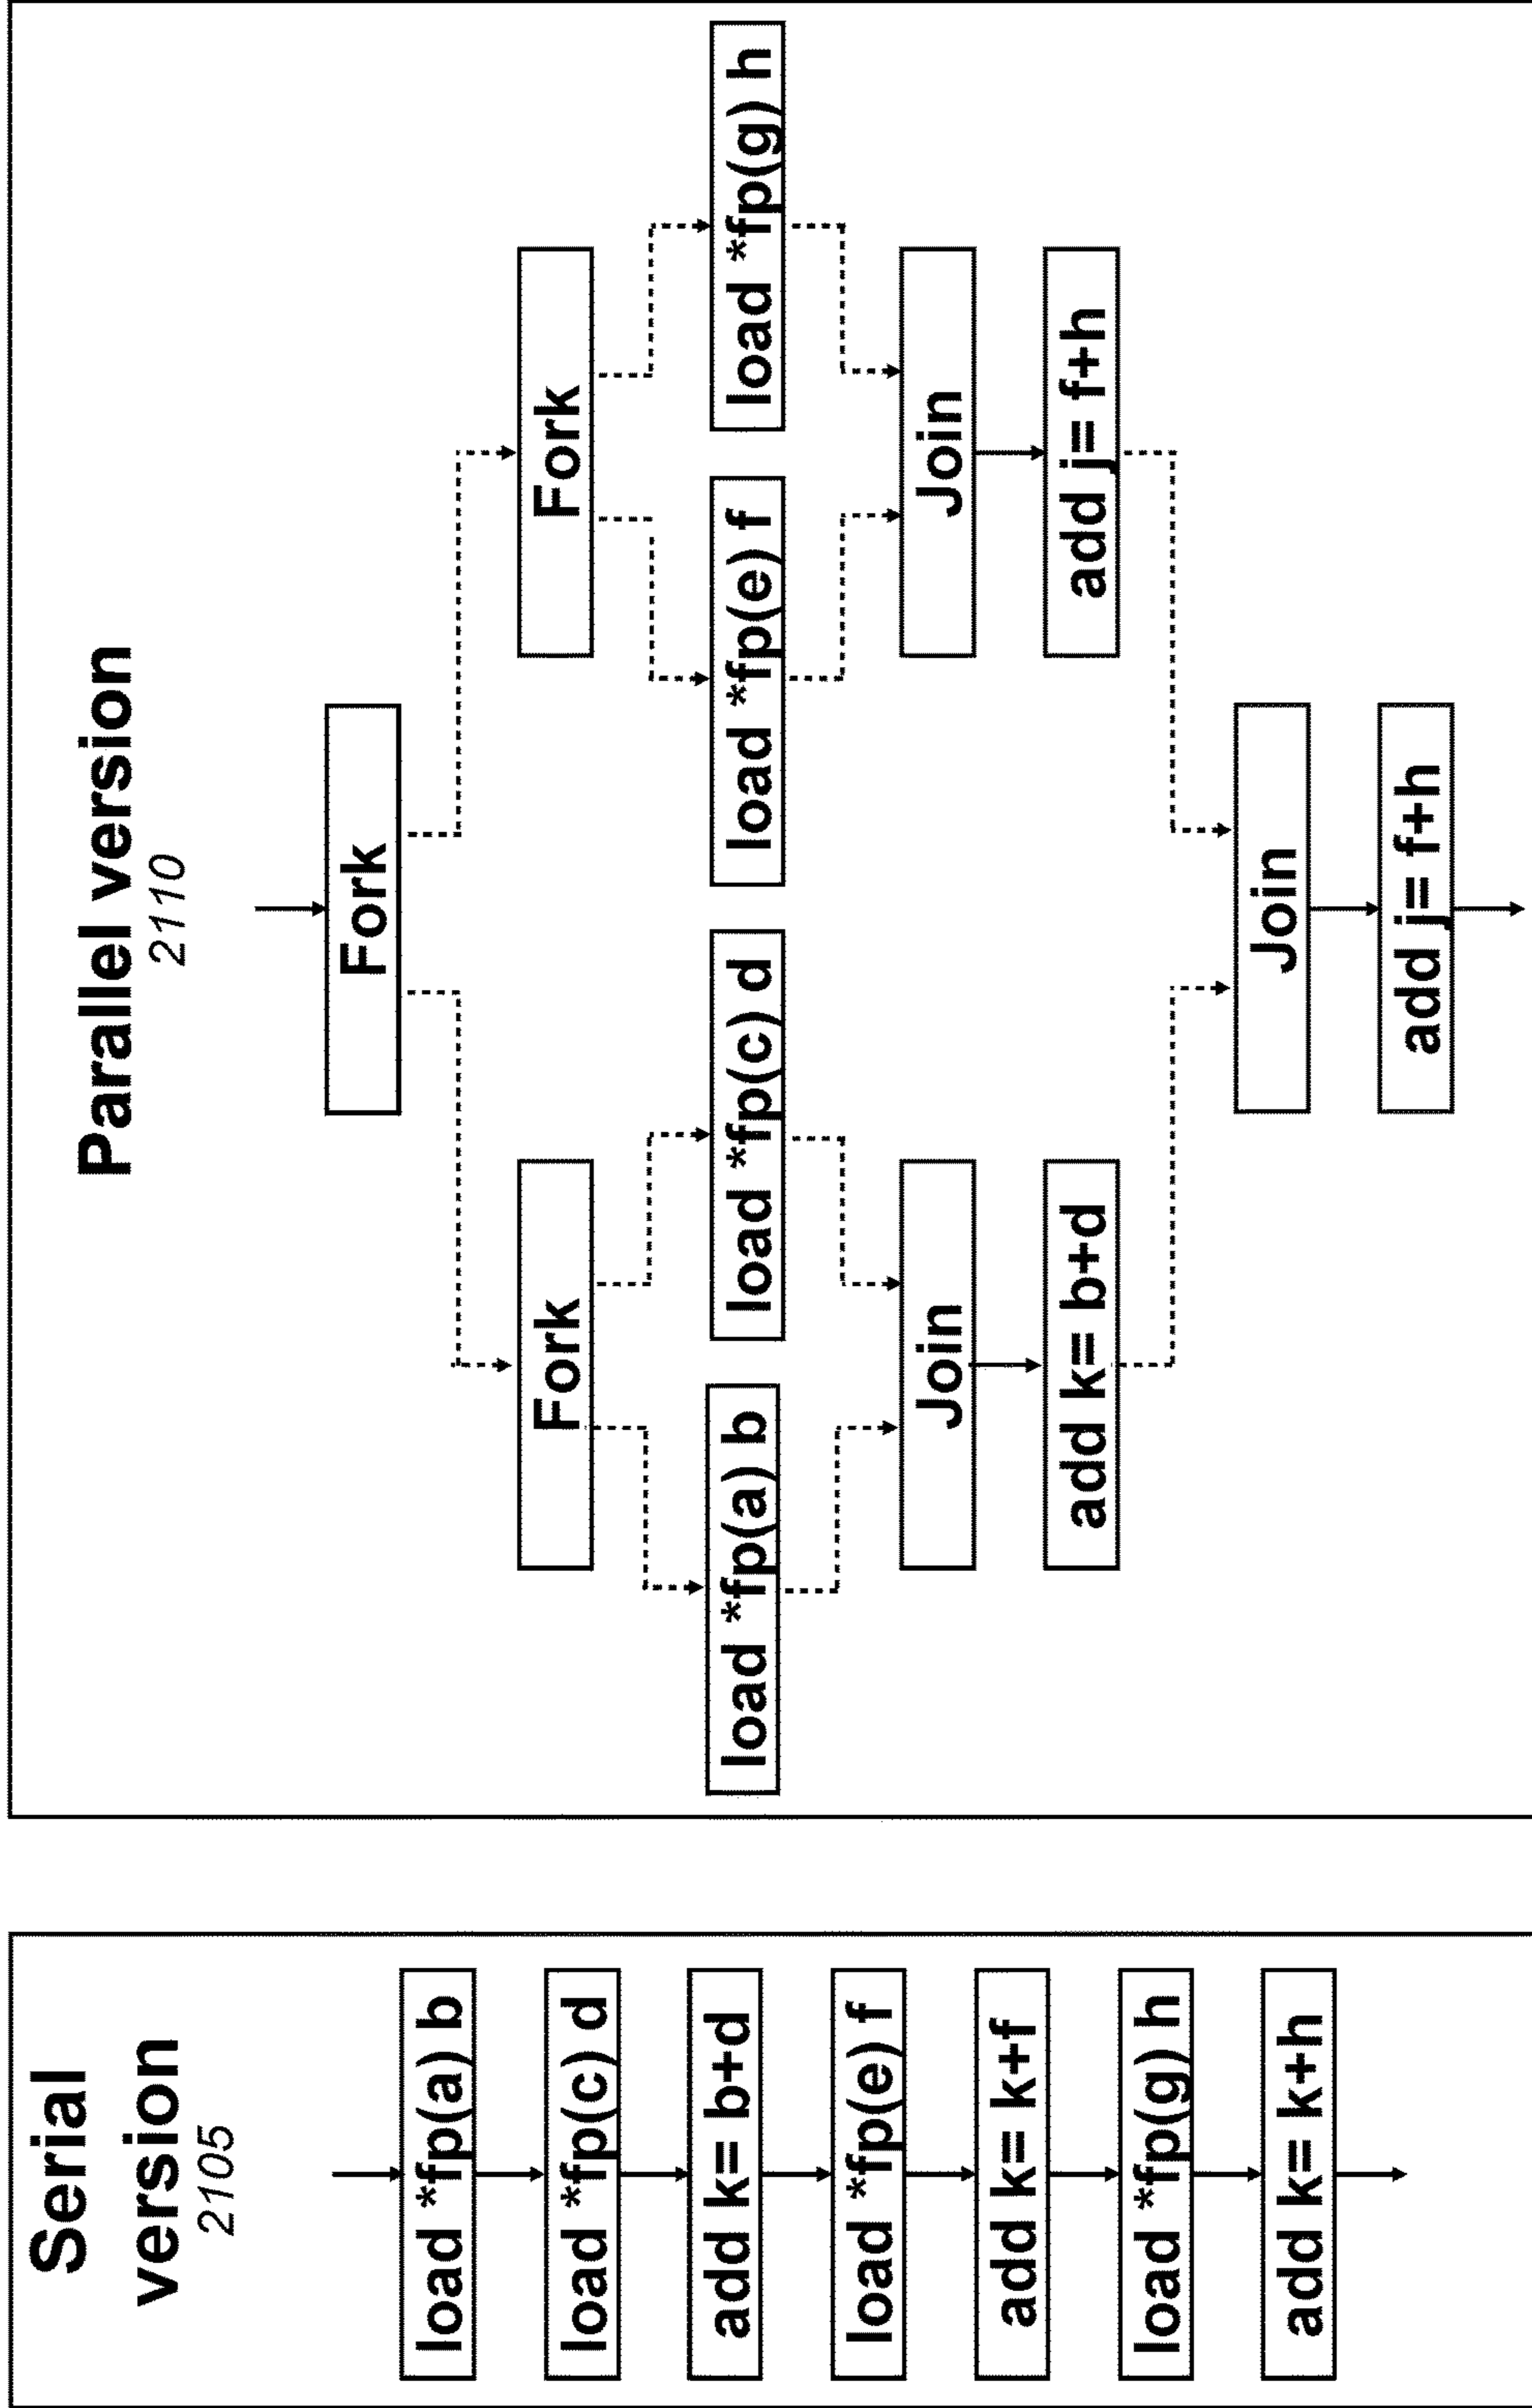 Serial
version
2105
load *fp(a) b
load *fp(c) d
add k= b+d
load *fp(e) f
add k= k+f
load *fp(g) h
add k= k+h
Parallel version
2110
Fork
Fork
Fork
load *fp(a) b
load *fp(c) d
load *fp(e) f
load *fp(g) h
Join
Join
add k= b+d
add j= f+h
Join
add j= f+h